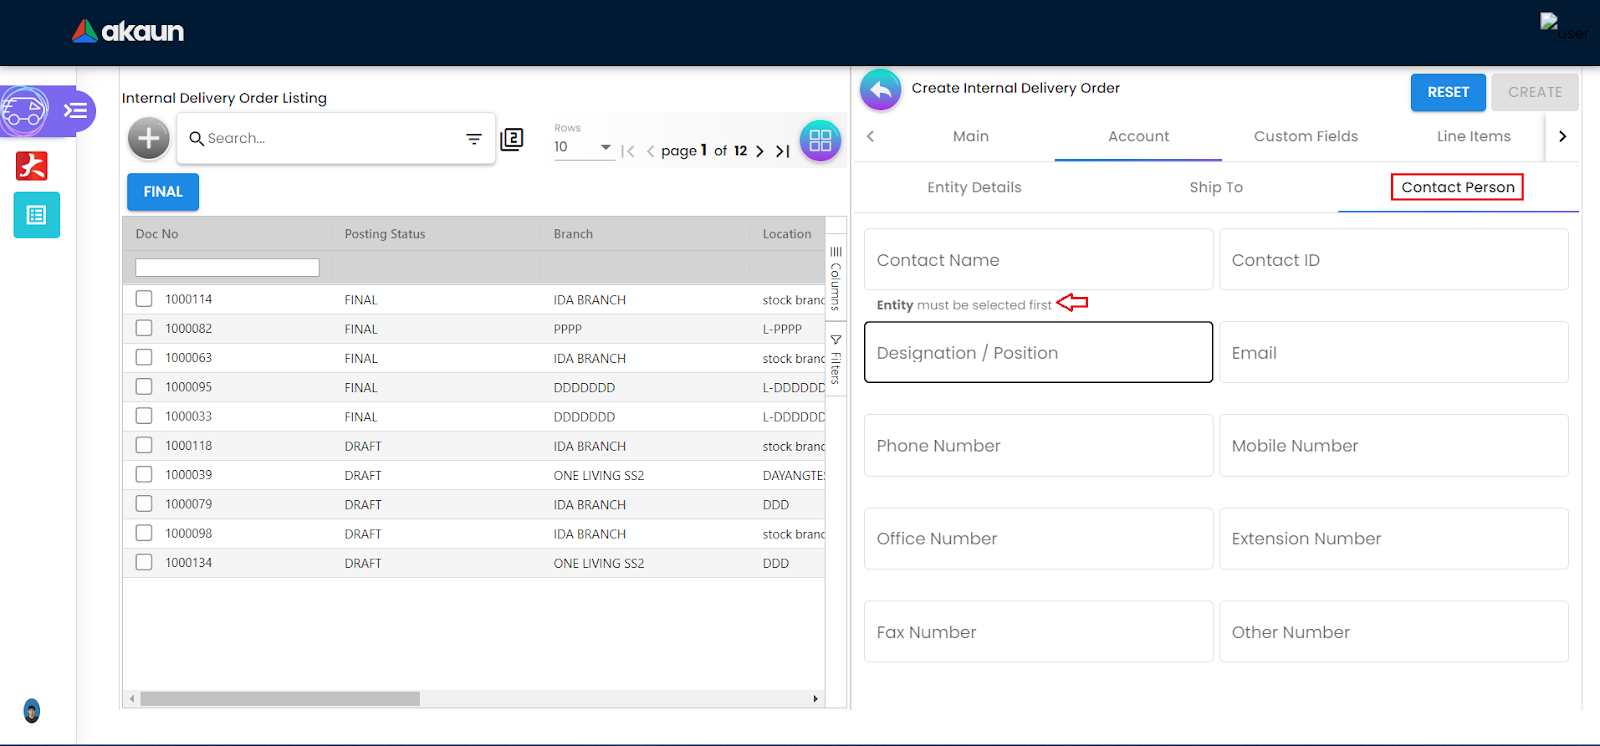 akaun
user
Internal Delivery Order Listing
Search...
2
Rows
10
page 1 of 12
FINAL
Doc No Posting Status Branch Location
1000114 FINAL IDA BRANCH stock branc
1000082 FINAL PPPP L-PPPP
1000063 FINAL IDA BRANCH stock branc
1000095 FINAL DDDDDDD L-DDDDDD
1000033 FINAL DDDDDDD L-DDDDDD
1000118 DRAFT IDA BRANCH stock branc
1000039 DRAFT ONE LIVING SS2 DAYANGTES
1000079 DRAFT IDA BRANCH DDD
1000098 DRAFT IDA BRANCH stock branc
1000134 DRAFT ONE LIVING SS2 DDD
Columns
Filters
Create Internal Delivery Order
RESET CREATE
Main Account Custom Fields Line Items
Entity Details Ship To Contact Person
Contact Name Contact ID
Entity must be selected first
Designation / Position Email
Phone Number Mobile Number
Office Number Extension Number
Fax Number Other Number